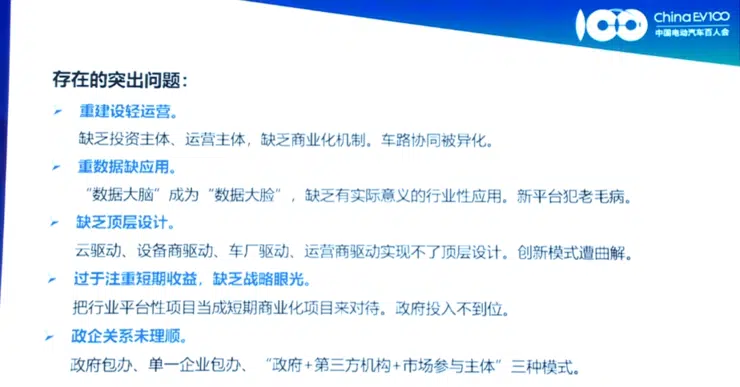 China EV100
中国电动汽车百人会
存在的突出问题：
重建设轻运营。
缺乏投资主体、运营主体，缺乏商业化机制。车路协同被异化。
重数据缺应用。
“数据大脑”成为“数据大脸”，缺乏有实际意义的行业性应用。新平台犯老毛病。
缺乏顶层设计。
云驱动、设备商驱动、车厂驱动、运营商驱动实现不了顶层设计。创新模式遭曲解。
过于注重短期收益，缺乏战略眼光。
把行业平台性项目当成短期商业化项目来对待。政府投入不到位。
政企关系未理顺。
政府包办、单一企业包办、“政府+第三方机构+市场参与主体”三种模式。